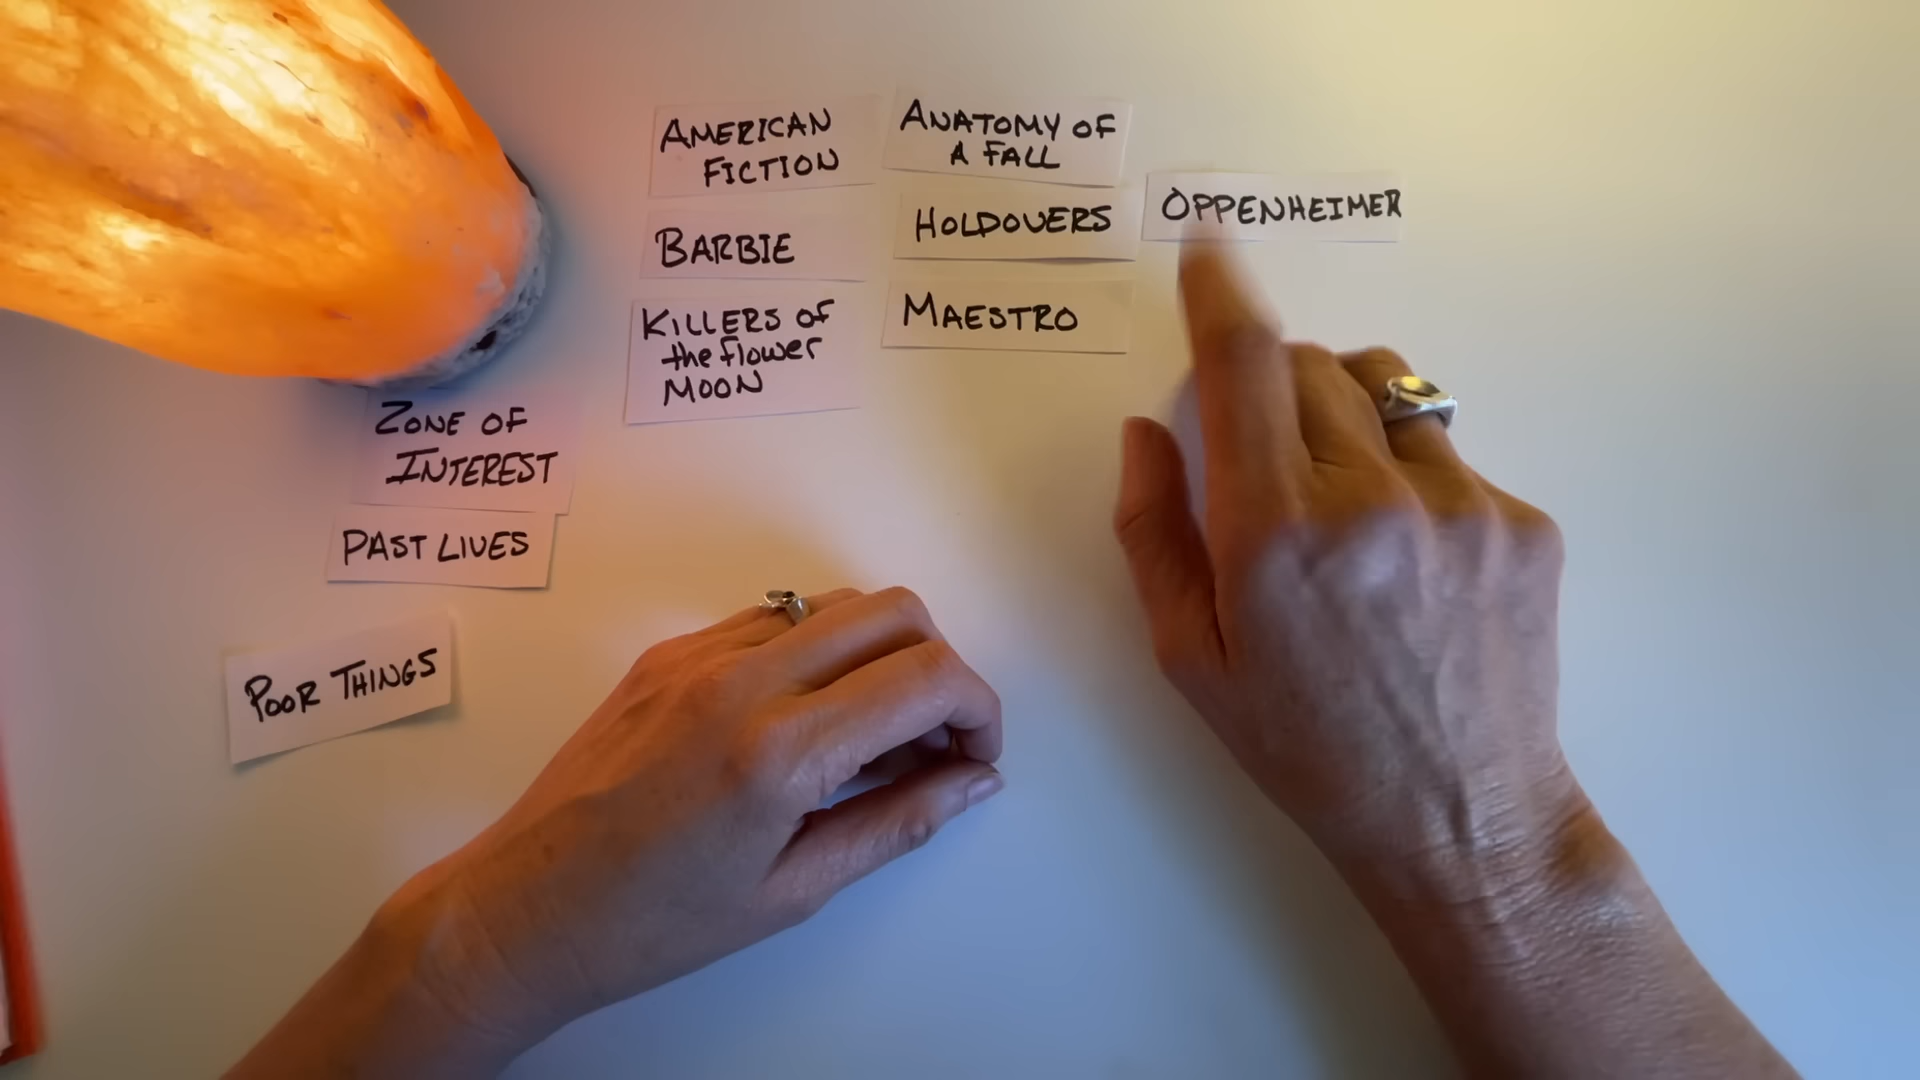 AMERICAN
FICTION
BARBIE
KILLERS OF
the flower
MOON
ANATOMY OF
A FALL
HOLDOVERS
MAESTRO
OPPENHEIMER
ZONE OF
INTEREST
PAST LIVES
POOR THINGS